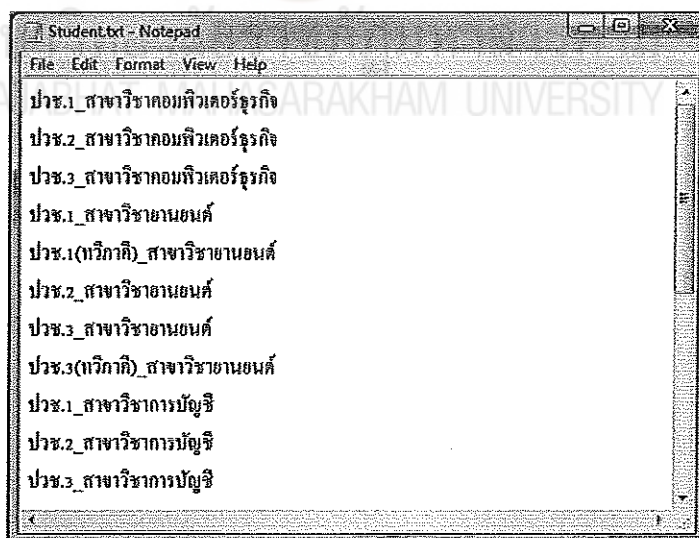 Student.txt - Notepad
File Edit Format View Help
MAHASARAKHAM UNIVERSITY
ปวช.1_สาขาวิชาคอมพิวเตอร์ธุรกิจ
ปวช.2_สาขาวิชาคอมพิวเตอร์ธุรกิจ
ปวช.3_สาขาวิชาคอมพิวเตอร์ธุรกิจ
ปวช.1_สาขาวิชายานยนต์
ปวช.1(ทวิภาคี)_สาขาวิชายานยนต์
ปวช.2_สาขาวิชายานยนต์
ปวช.3_สาขาวิชายานยนต์
ปวช.3(ทวิภาคี)_สาขาวิชายานยนต์
ปวช.1_สาขาวิชาการบัญชี
ปวช.2_สาขาวิชาการบัญชี
ปวช.3_สาขาวิชาการบัญชี